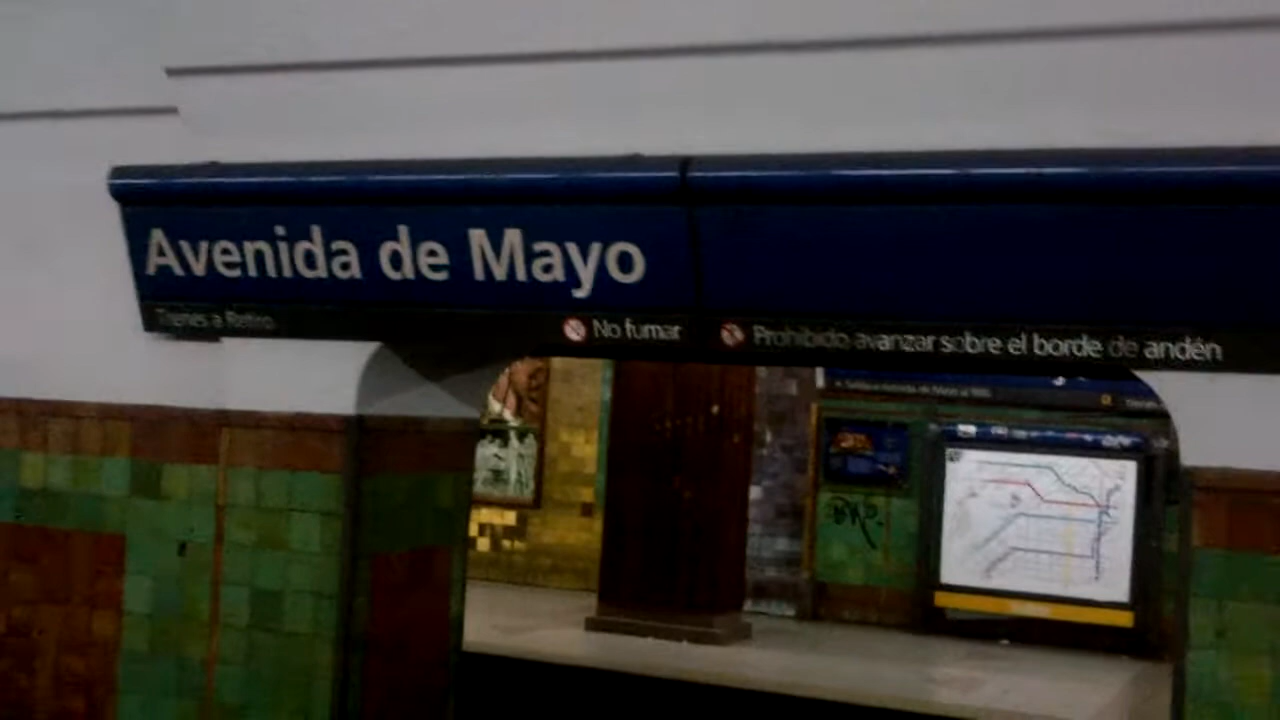 Avenida de Mayo
Trenes a Retiro
No fumar
Prohibido avanzar sobre el borde de andén